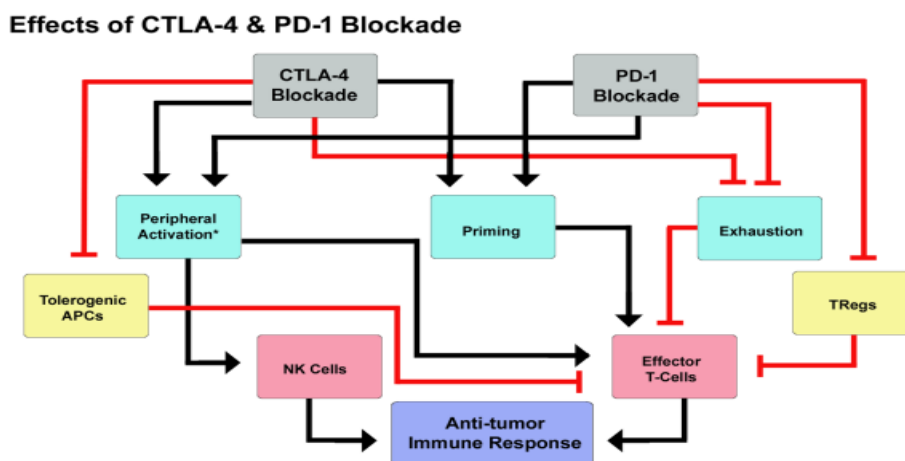 Effects of CTLA-4 & PD-1 Blockade
CTLA-4
Blockade
PD-1
Blockade
Peripheral
Activation*
Priming
Exhaustion
Tolerogenic
APCs
TRegs
NK Cells
Effector
T-Cells
Anti-tumor
Immune Response